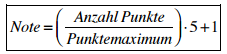 Note = (Anzahl Punkte / Punktemaximum) · 5 + 1